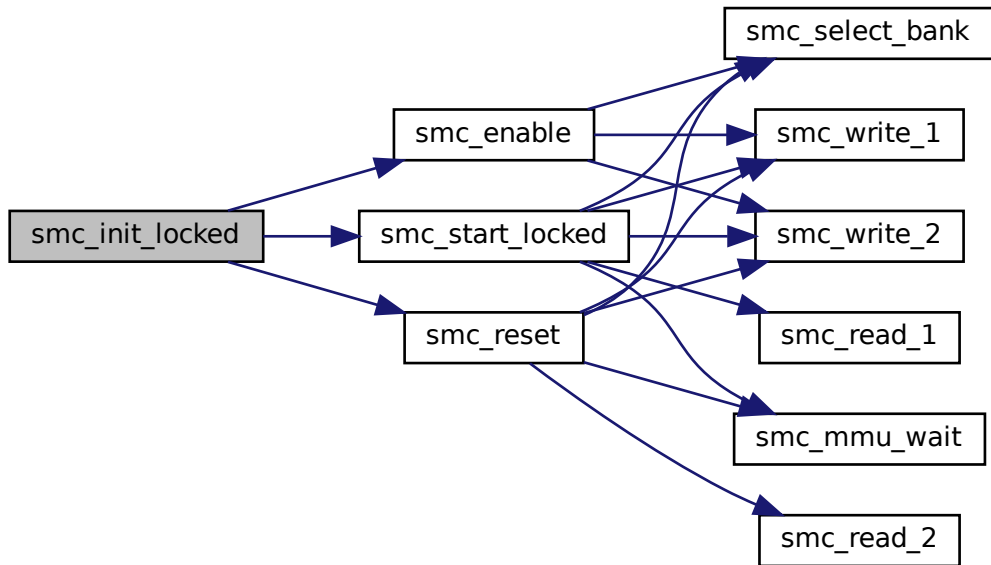 smc_init_locked
smc_enable
smc_start_locked
smc_reset
smc_select_bank
smc_write_1
smc_write_2
smc_read_1
smc_mmu_wait
smc_read_2